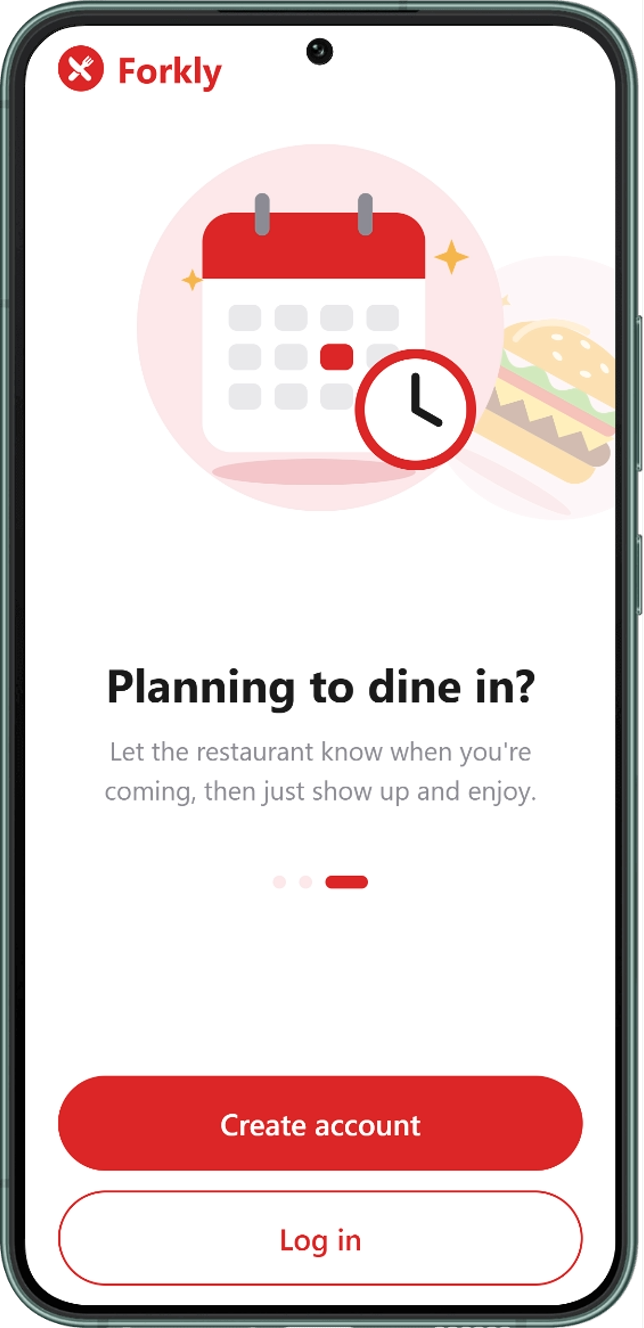 Forkly
Planning to dine in?
Let the restaurant know when you're
coming, then just show up and enjoy.
Create account
Log in